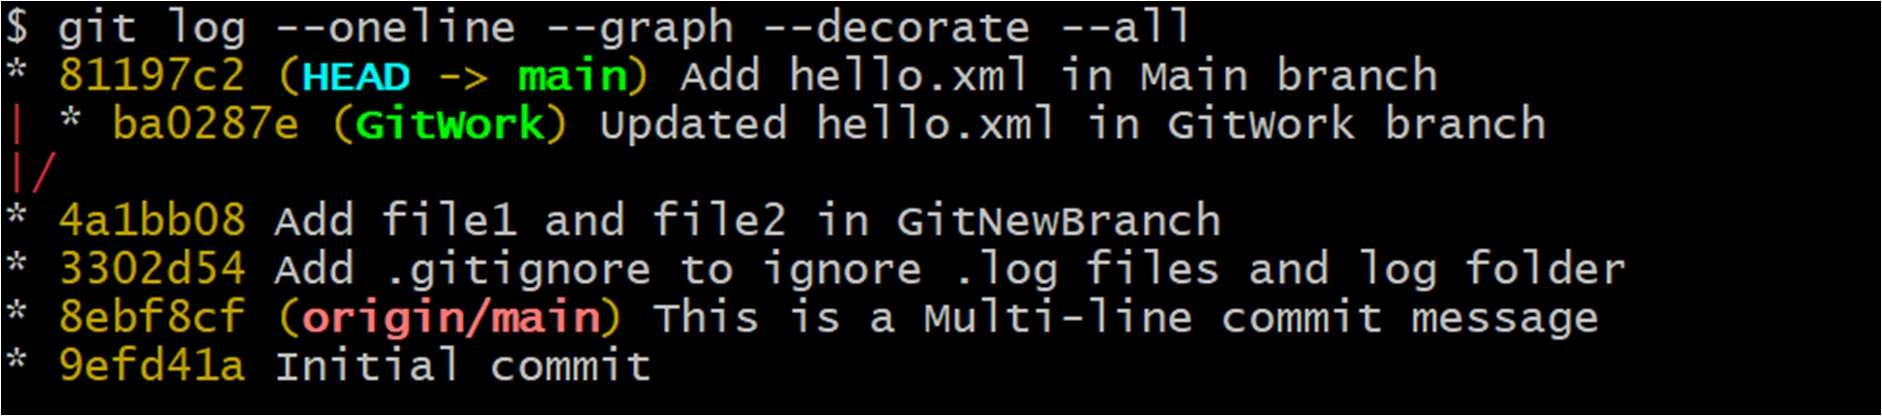 $ git log --oneline --graph --decorate --all
* 81197c2 (HEAD -> main) Add hello.xml in Main branch
| * ba0287e (GitWork) Updated hello.xml in GitWork branch
|/
* 4a1bb08 Add file1 and file2 in GitNewBranch
* 3302d54 Add .gitignore to ignore .log files and log folder
* 8ebf8cf (origin/main) This is a Multi-line commit message
* 9efd41a Initial commit